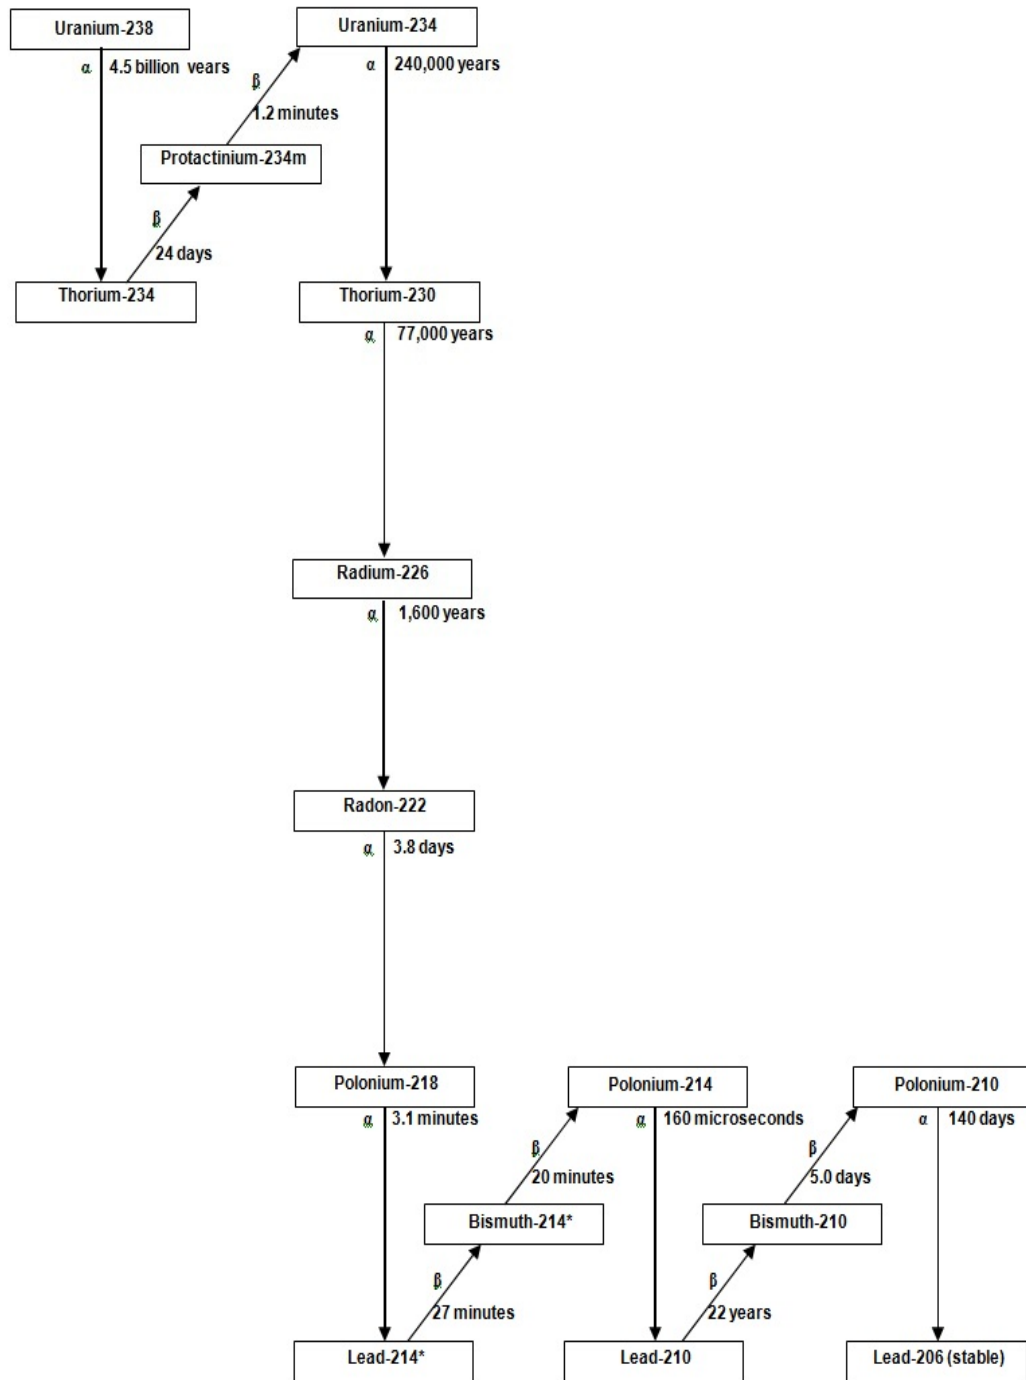 Uranium-238
Uranium-234
α 4.5 billion years
α 240,000 years
β
1.2 minutes
Protactinium-234m
β
24 days
Thorium-234
Thorium-230
α 77,000 years
Radium-226
α 1,600 years
Radon-222
α 3.8 days
Polonium-218
Polonium-214
Polonium-210
α 3.1 minutes
α 160 microseconds
α 140 days
β
20 minutes
β
5.0 days
Bismuth-214*
Bismuth-210
β
27 minutes
β
22 years
Lead-214*
Lead-210
Lead-206 (stable)